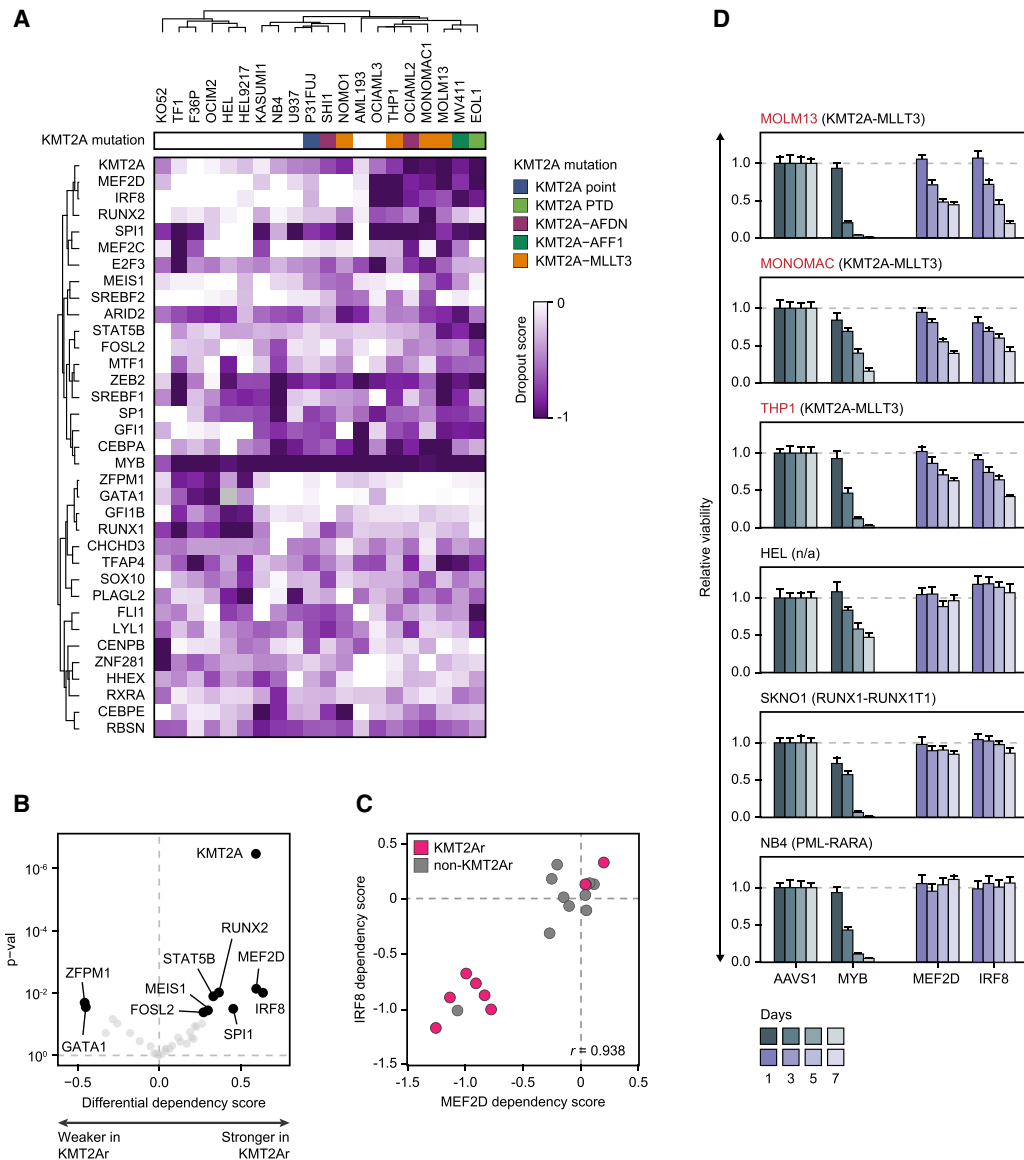 A
KO52
TF1
F36P
OCIM2
HEL
HEL9217
KASUMI1
NB4
U937
P31FUJ
SHI1
NOMO1
AML193
OCIAML3
THP1
OCIAML2
MONOMAC1
MOLM13
MV411
EOL1
KMT2A mutation
KMT2A
MEF2D
IRF8
RUNX2
SPI1
MEF2C
E2F3
MEIS1
SREBF2
ARID2
STAT5B
FOSL2
MTF1
ZEB2
SREBF1
SP1
GFI1
CEBPA
MYB
ZFPM1
GATA1
GFI1B
RUNX1
CHCHD3
TFAP4
SOX10
PLAGL2
FLI1
LYL1
CENPB
ZNF281
HHEX
RXRA
CEBPE
RBSN
KMT2A mutation
KMT2A point
KMT2A PTD
KMT2A−AFDN
KMT2A−AFF1
KMT2A−MLLT3
Dropout score
0
-1
B
p-val
10-6
10-4
10-2
100
KMT2A
RUNX2
STAT5B
MEF2D
ZFPM1
MEIS1
FOSL2
IRF8
SPI1
GATA1
−0.5
0.0
0.5
Differential dependency score
Weaker in
KMT2Ar
Stronger in
KMT2Ar
C
KMT2Ar
non-KMT2Ar
IRF8 dependency score
0.5
0
-0.5
-1.0
-1.5
r = 0.938
-1.5
-1.0
-0.5
0
0.5
MEF2D dependency score
D
Relative viability
MOLM13 (KMT2A-MLLT3)
1.0
0.5
0.0
MONOMAC (KMT2A-MLLT3)
1.0
0.5
0.0
THP1 (KMT2A-MLLT3)
1.0
0.5
0.0
HEL (n/a)
1.0
0.5
0.0
SKNO1 (RUNX1-RUNX1T1)
1.0
0.5
0.0
NB4 (PML-RARA)
1.0
0.5
0.0
AAVS1
MYB
MEF2D
IRF8
Days
1 3 5 7